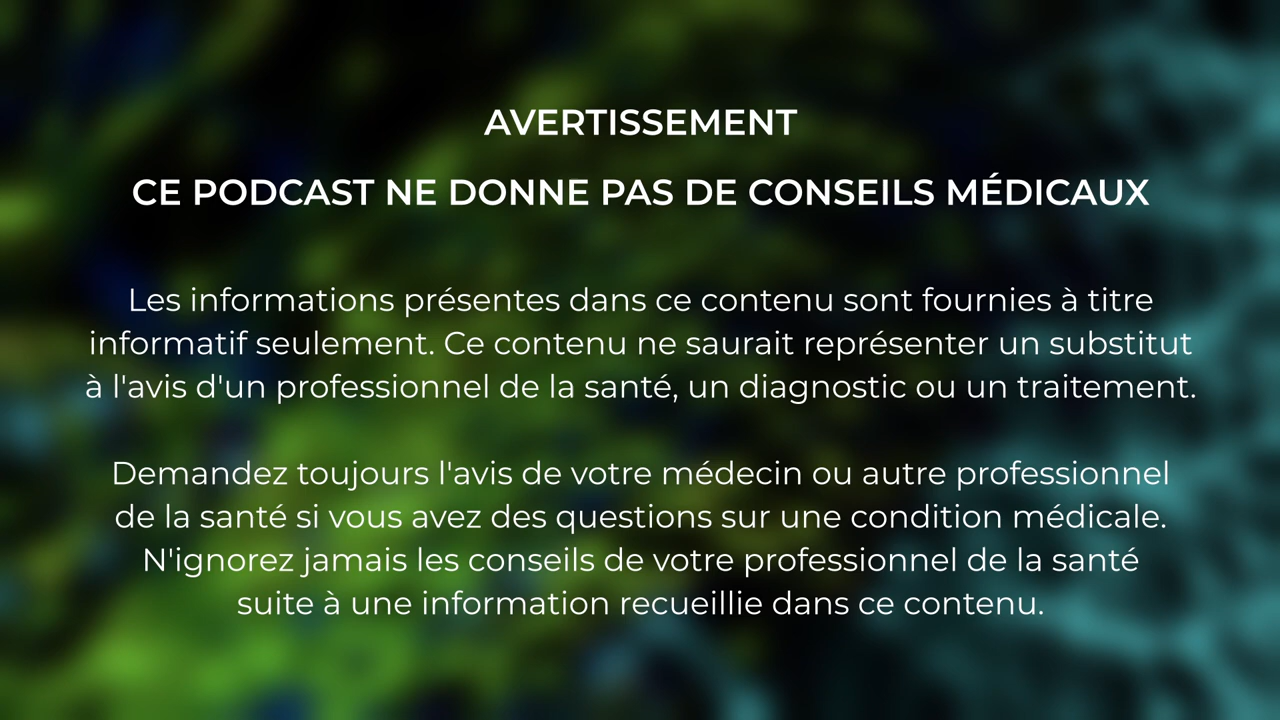 AVERTISSEMENT
CE PODCAST NE DONNE PAS DE CONSEILS MÉDICAUX
Les informations présentes dans ce contenu sont fournies à titre
informatif seulement. Ce contenu ne saurait représenter un substitut
à l'avis d'un professionnel de la santé, un diagnostic ou un traitement.
Demandez toujours l'avis de votre médecin ou autre professionnel
de la santé si vous avez des questions sur une condition médicale.
N'ignorez jamais les conseils de votre professionnel de la santé
suite à une information recueillie dans ce contenu.